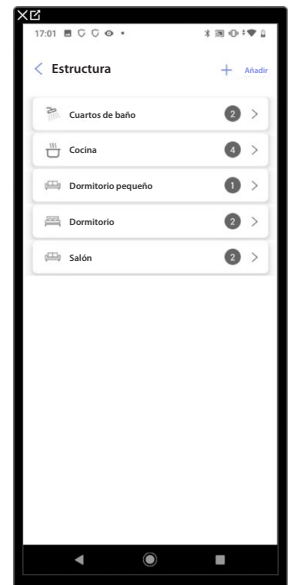 17:01
Estructura
Añadir
Cuartos de baño
2
Cocina
4
Dormitorio pequeño
1
Dormitorio
2
Salón
2